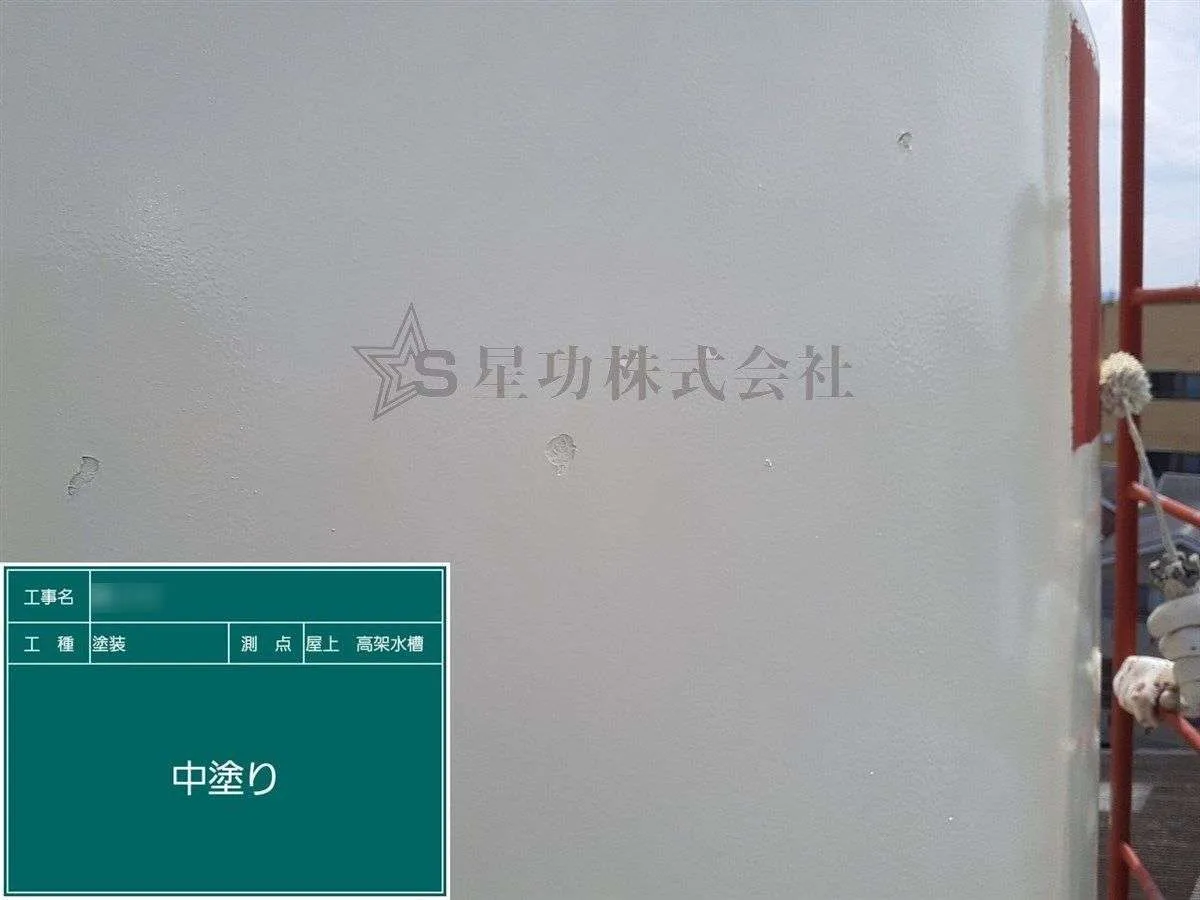 S星功株式会社
工事名
工 種 塗装 測 点 屋上 高架水槽
中塗り